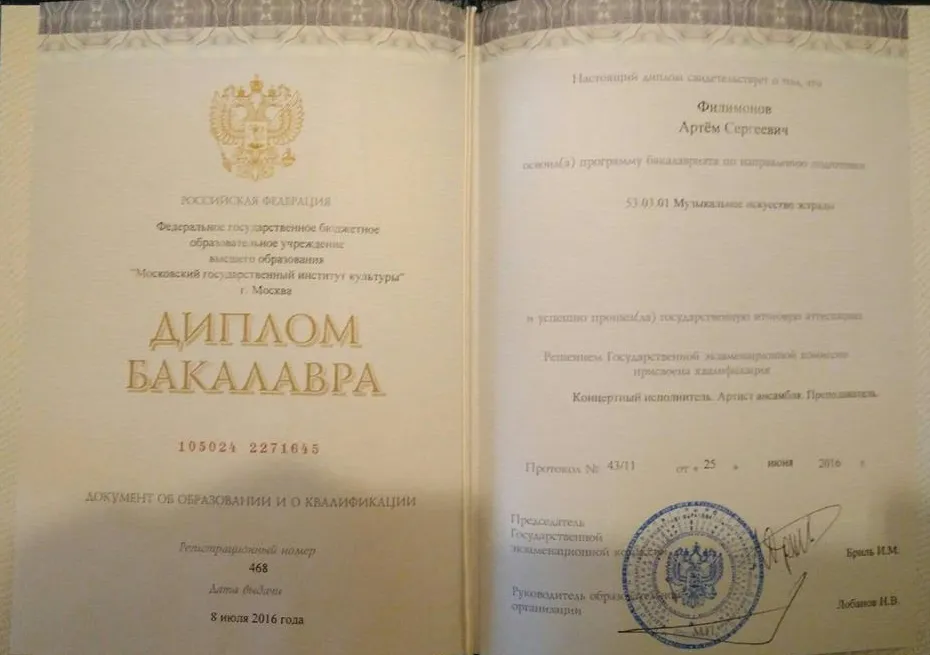 РОССИЙСКАЯ ФЕДЕРАЦИЯ
Федеральное государственное бюджетное
образовательное учреждение
высшего образования
"Московский государственный институт культуры"
г. Москва
ДИПЛОМ
БАКАЛАВРА
105024 2271645
ДОКУМЕНТ ОБ ОБРАЗОВАНИИ И О КВАЛИФИКАЦИИ
Регистрационный номер
468
Дата выдачи
8 июля 2016 года
Настоящий диплом свидетельствует о том, что
Филимонов
Артём Сергеевич
освоил(а) программу бакалавриата по направлению подготовки
53.03.01 Музыкальное искусство эстрады
и успешно прошел(ла) государственную итоговую аттестацию
Решением Государственной экзаменационной комиссии
присвоена квалификация
Концертный исполнитель. Артист ансамбля. Преподаватель.
Протокол № 43/11 от « 25 » июня 2016 г.
Председатель
Государственной
экзаменационной комиссии
Бриль И.М.
Руководитель образовательной
организации
Лобанов И.В.
М.П.